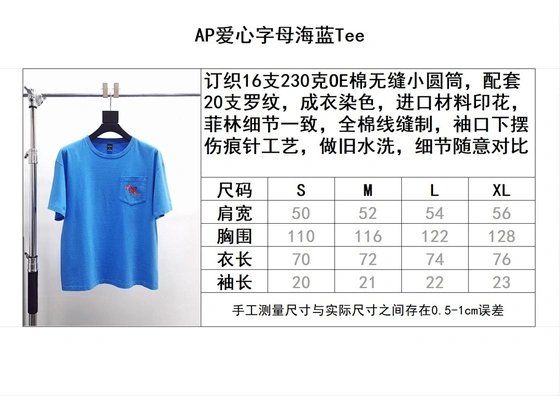 AP爱心字母海蓝Tee
订织16支230克OE棉无缝小圆筒，配套
20支罗纹，成衣染色，进口材料印花，
菲林细节一致，全棉线缝制，袖口下摆
伤痕针工艺，做旧水洗，细节随意对比
尺码 S M L XL
肩宽 50 52 54 56
胸围 110 116 122 128
衣长 70 72 74 76
袖长 20 21 22 23
手工测量尺寸与实际尺寸之间存在0.5-1cm误差